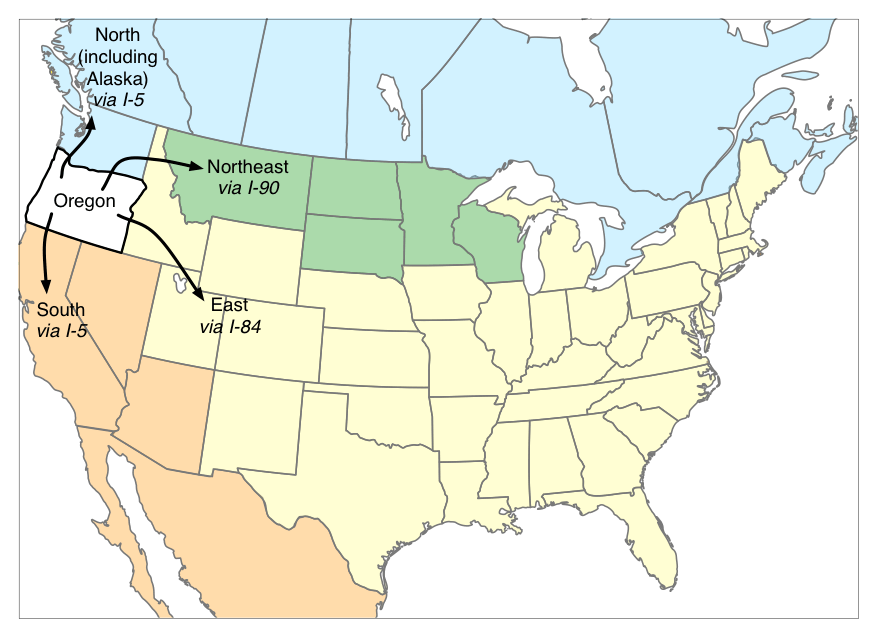 North
(including
Alaska)
via I-5
Northeast
via I-90
Oregon
East
via I-84
South
via I-5